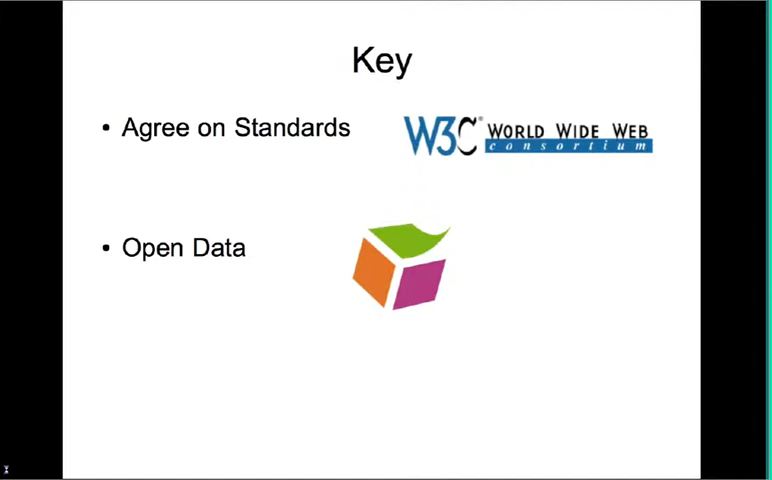 Key
• Agree on Standards
W3C® WORLD WIDE WEB
consortium
• Open Data